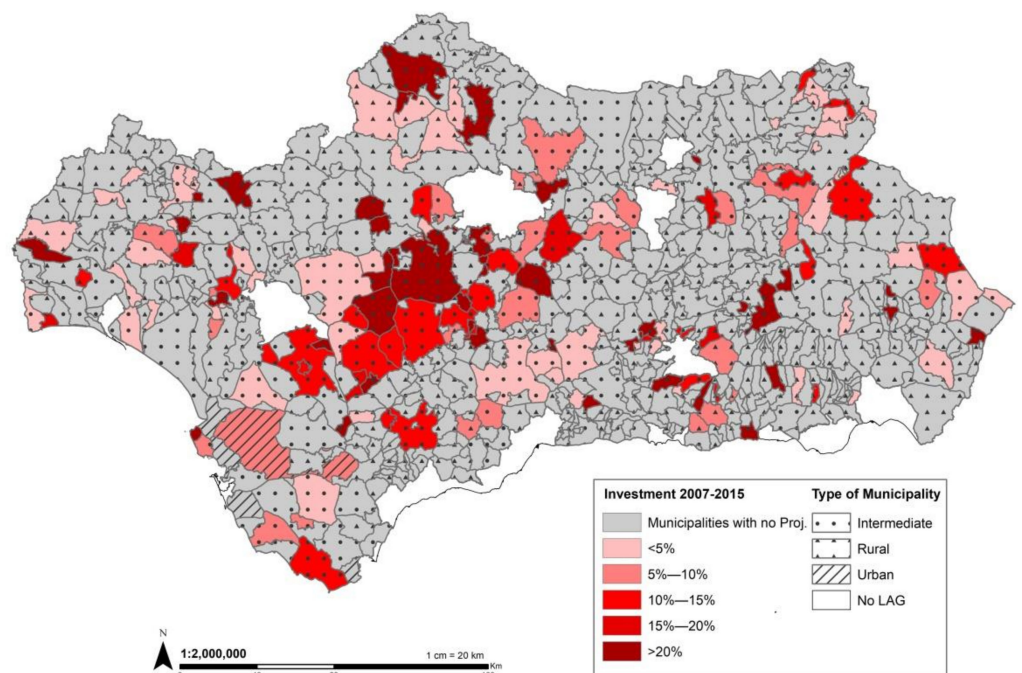 Investment 2007-2015
Municipalities with no Proj.
<5%
5%—10%
10%—15%
15%—20%
>20%
Type of Municipality
Intermediate
Rural
Urban
No LAG
N
1:2,000,000
1 cm = 20 km
Km